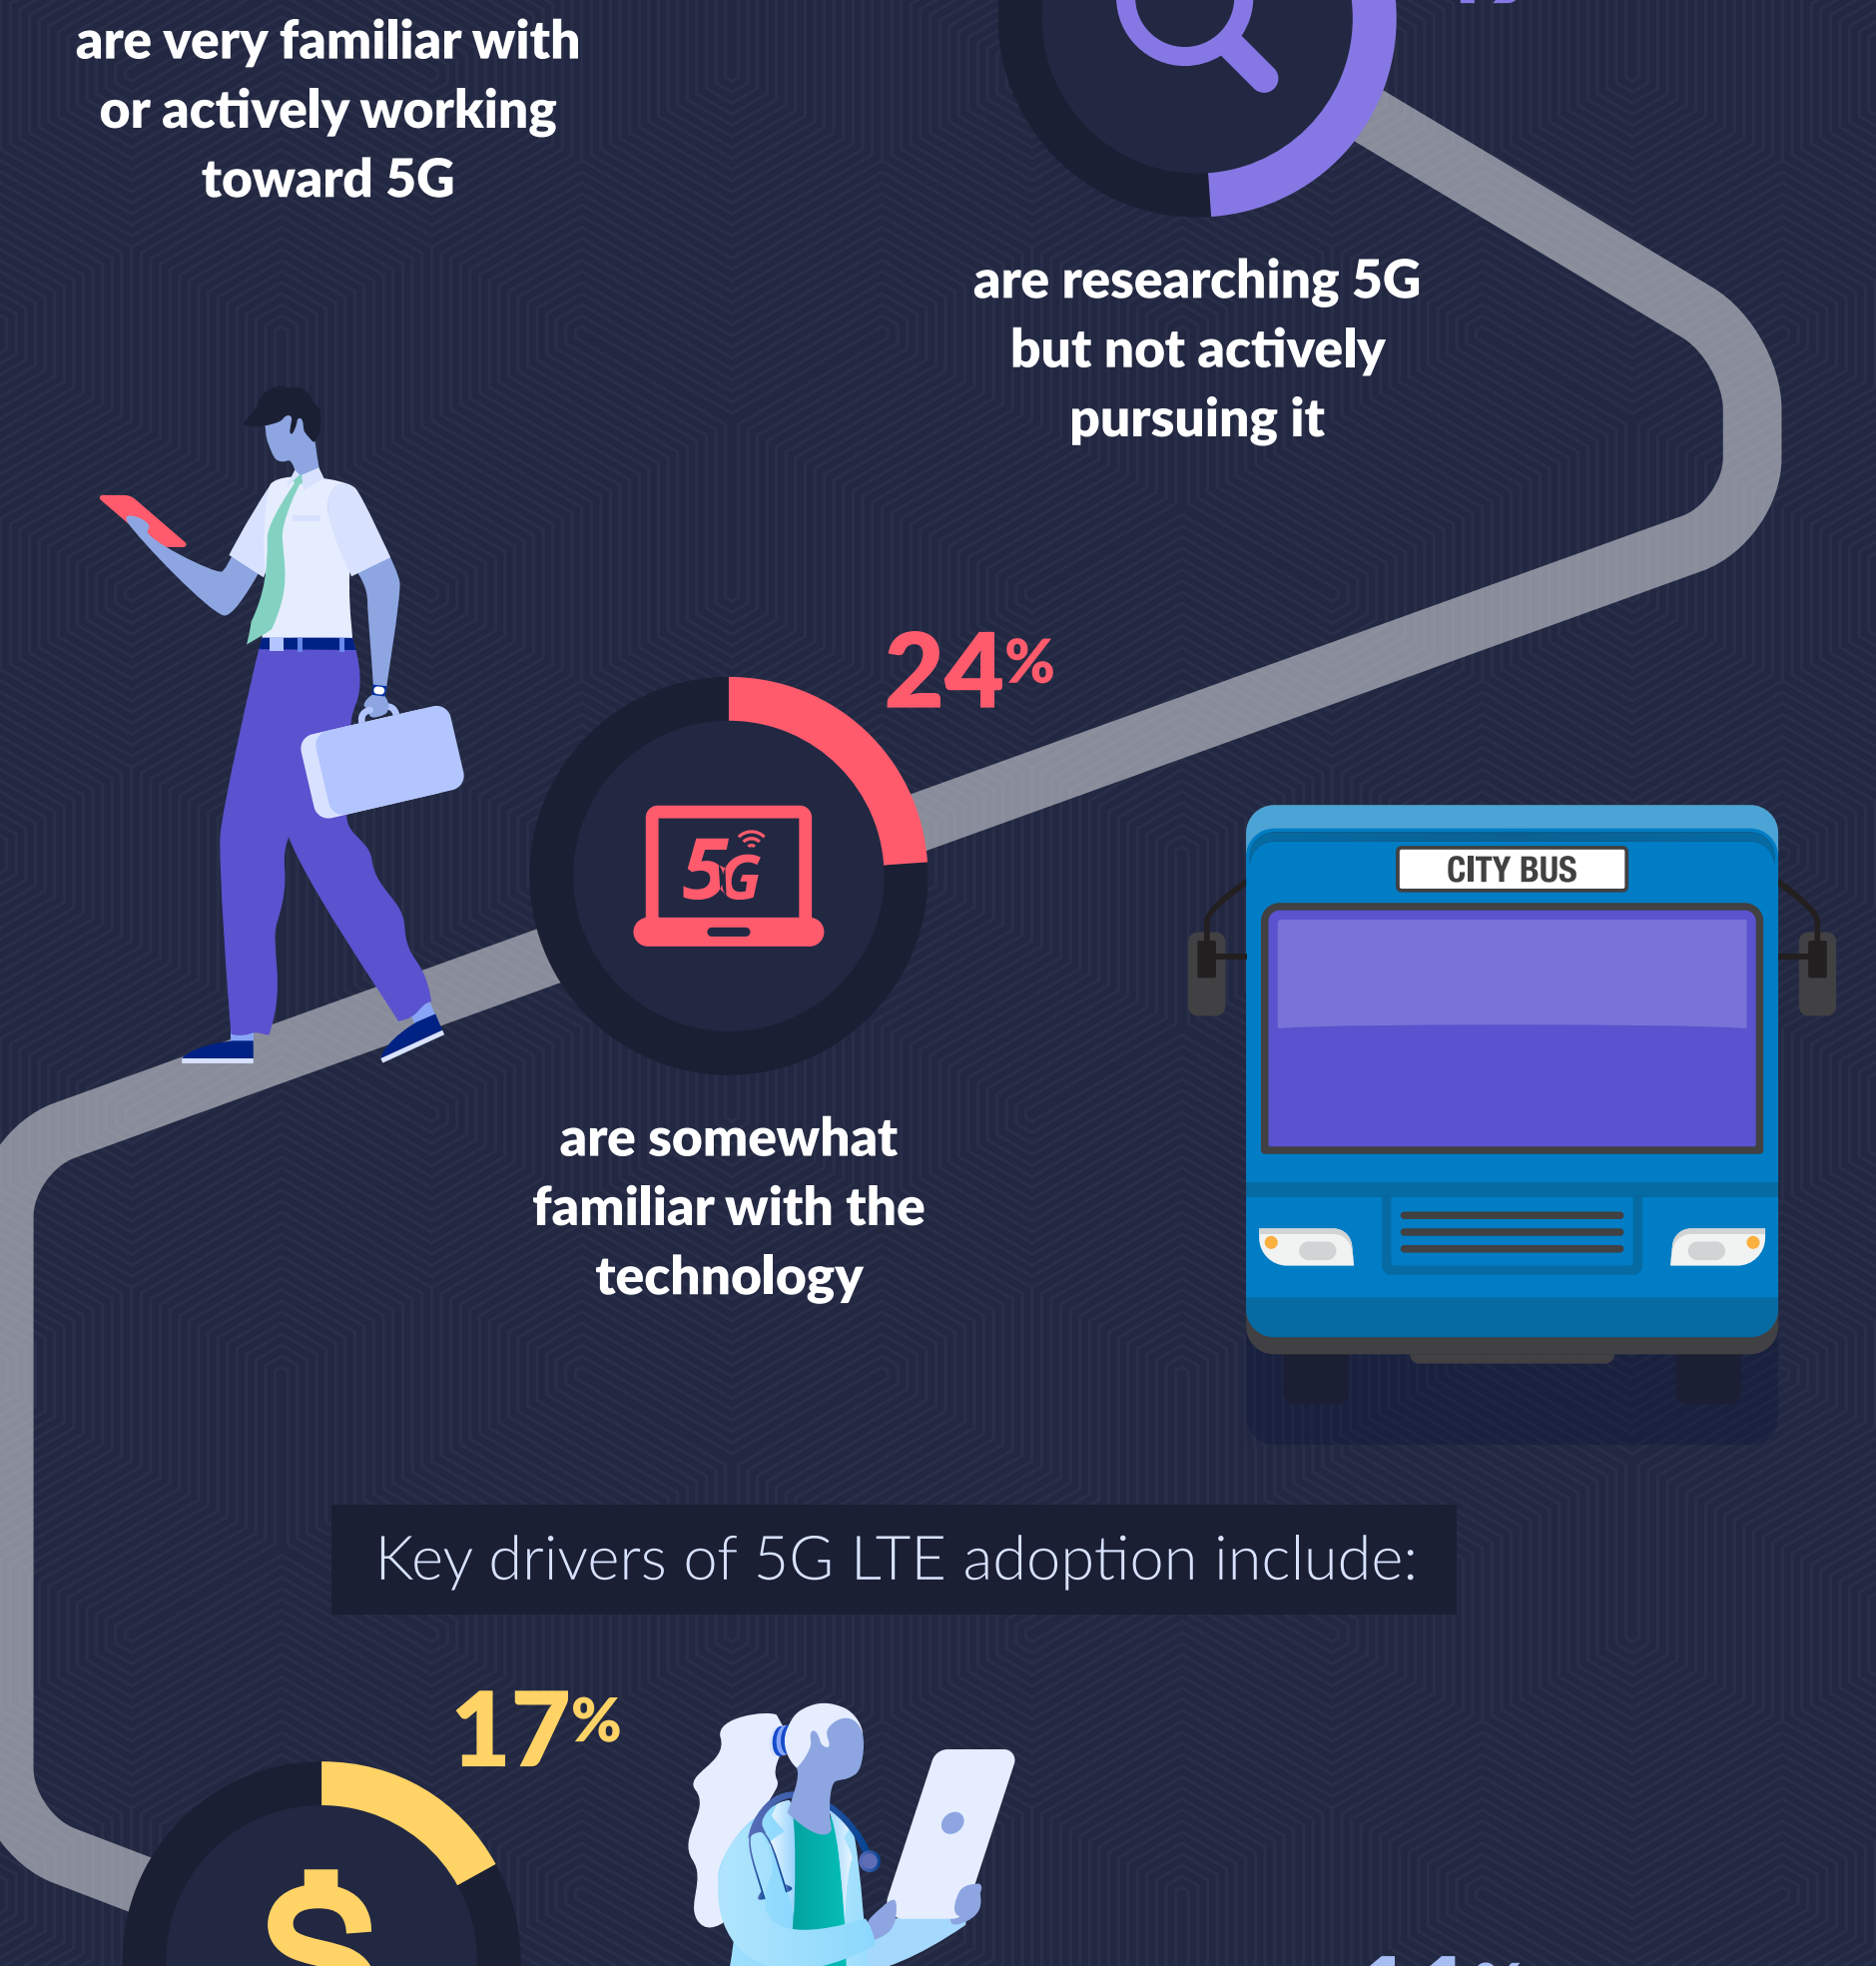 are very familiar with
or actively working
toward 5G
are researching 5G
but not actively
pursuing it
24%
5G
are somewhat
familiar with the
technology
CITY BUS
Key drivers of 5G LTE adoption include:
17%
$